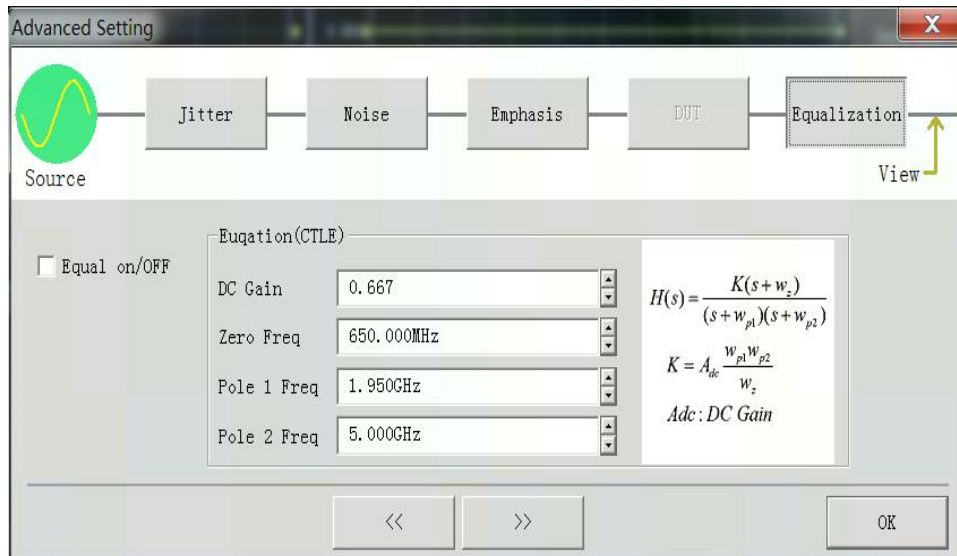 Advanced Setting
X
Jitter
Noise
Emphasis
DUT
Equalization
Source
View
Equal on/OFF
Euqation(CTLE)
DC Gain
0.667
Zero Freq
650.000MHz
Pole 1 Freq
1.950GHz
Pole 2 Freq
5.000GHz
H(s) = K(s+w_z) / (s+w_p1)(s+w_p2)
K = A_dc w_p1 w_p2 / w_z
Adc : DC Gain
<<
>>
OK